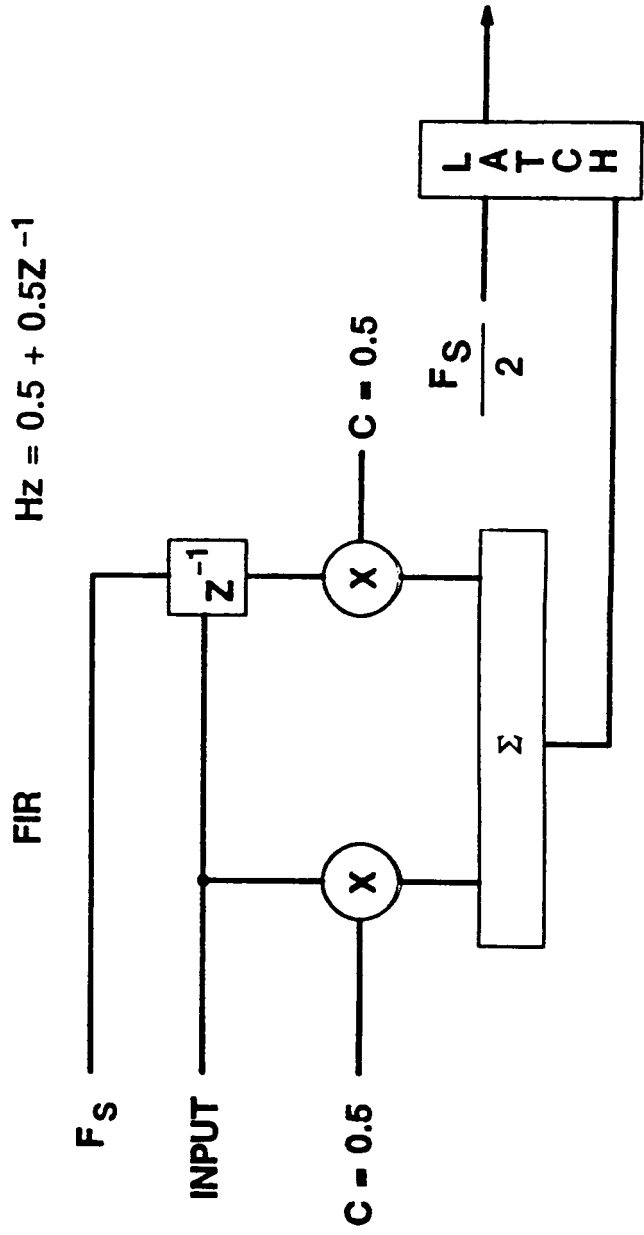 FIR
Hz = 0.5 + 0.5Z⁻¹
FS
INPUT
Z⁻¹
C = 0.5
X
X
C = 0.5
Σ
FS
2
LATCH